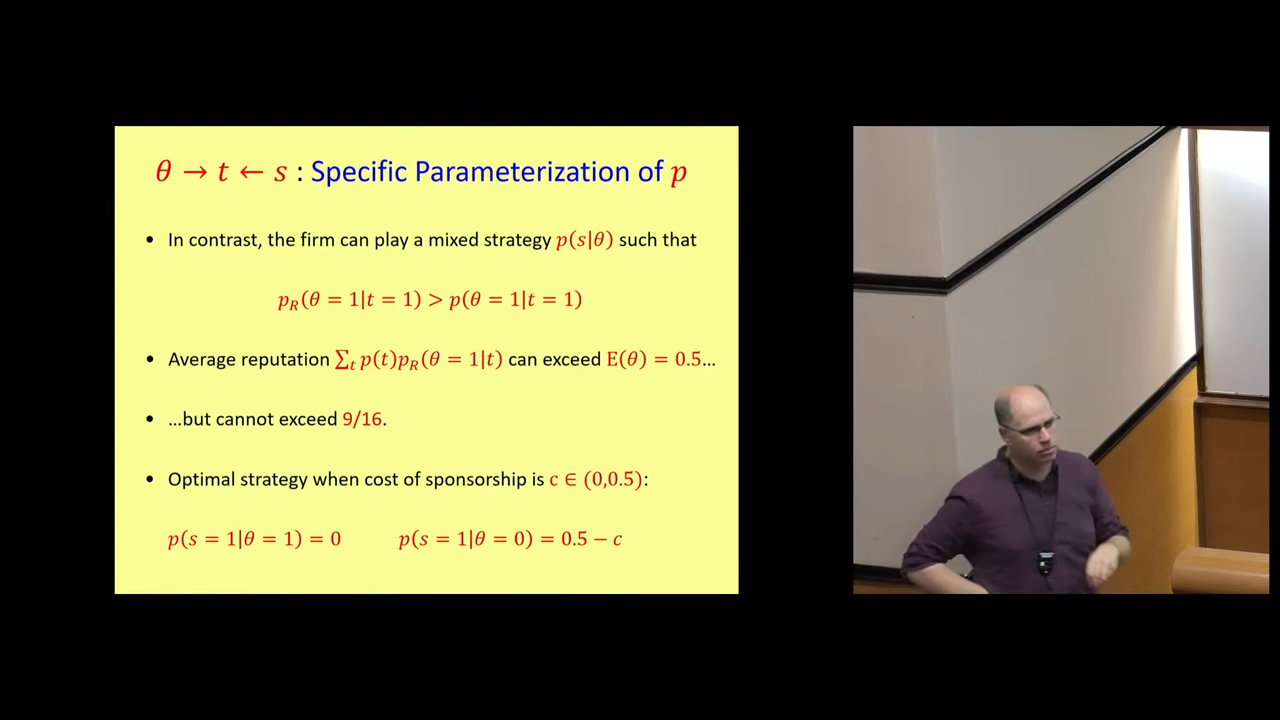 θ → t ← s : Specific Parameterization of p
• In contrast, the firm can play a mixed strategy p(s|θ) such that
p_R(θ = 1|t = 1) > p(θ = 1|t = 1)
• Average reputation ∑_t p(t)p_R(θ = 1|t) can exceed E(θ) = 0.5…
• …but cannot exceed 9/16.
• Optimal strategy when cost of sponsorship is c ∈ (0,0.5):
p(s = 1|θ = 1) = 0 p(s = 1|θ = 0) = 0.5 − c